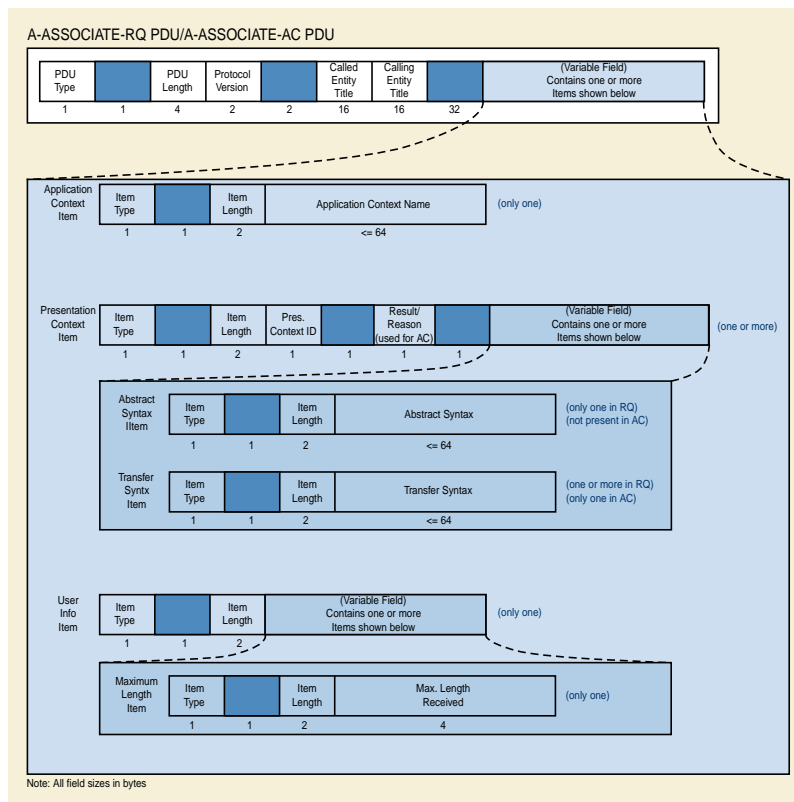 A-ASSOCIATE-RQ PDU/A-ASSOCIATE-AC PDU
PDU Type
PDU Length
Protocol Version
Called Entity Title
Calling Entity Title
(Variable Field)
Contains one or more
Items shown below
1 1 4 2 2 16 16 32
Application Context Item
Item Type
Item Length
Application Context Name
(only one)
1 1 2 <= 64
Presentation Context Item
Item Type
Item Length
Pres. Context ID
Result/ Reason (used for AC)
(Variable Field)
Contains one or more
Items shown below
(one or more)
1 1 2 1 1 1 1
Abstract Syntax IItem
Item Type
Item Length
Abstract Syntax
(only one in RQ)
(not present in AC)
1 1 2 <= 64
Transfer Syntx Item
Item Type
Item Length
Transfer Syntax
(one or more in RQ)
(only one in AC)
1 1 2 <= 64
User Info Item
Item Type
Item Length
(Variable Field)
Contains one or more
Items shown below
(only one)
1 1 2
Maximum Length Item
Item Type
Item Length
Max. Length Received
(only one)
1 1 2 4
Note: All field sizes in bytes